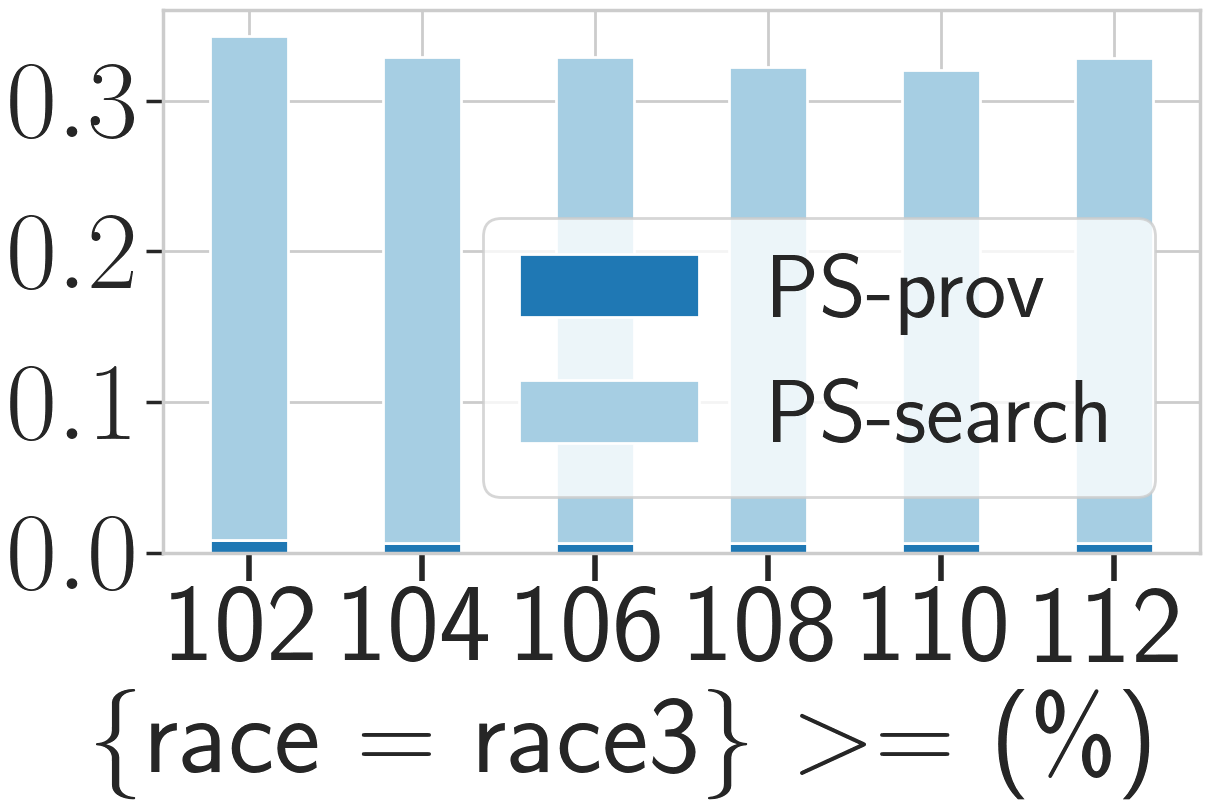 0.3
0.2
0.1
0.0
PS-prov
PS-search
102 104 106 108 110 112
{race = race3} >= (%)